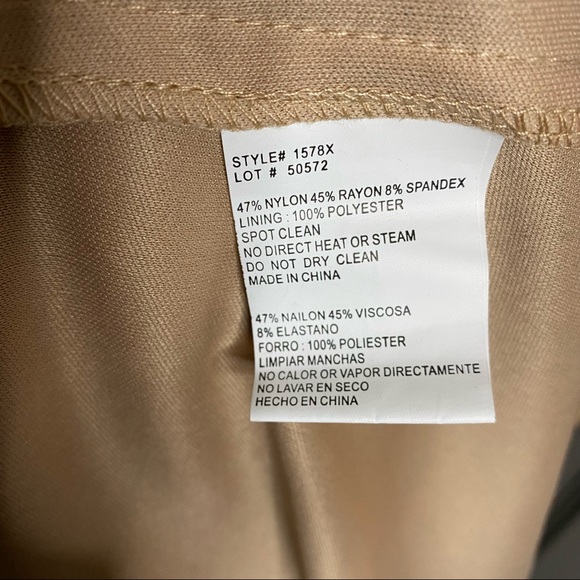 STYLE# 1578X
LOT # 50572
47% NYLON 45% RAYON 8% SPANDEX
LINING : 100% POLYESTER
SPOT CLEAN
NO DIRECT HEAT OR STEAM
DO NOT DRY CLEAN
MADE IN CHINA
47% NAILON 45% VISCOSA
8% ELASTANO
FORRO : 100% POLIESTER
LIMPIAR MANCHAS
NO CALOR OR VAPOR DIRECTAMENTE
NO LAVAR EN SECO
HECHO EN CHINA